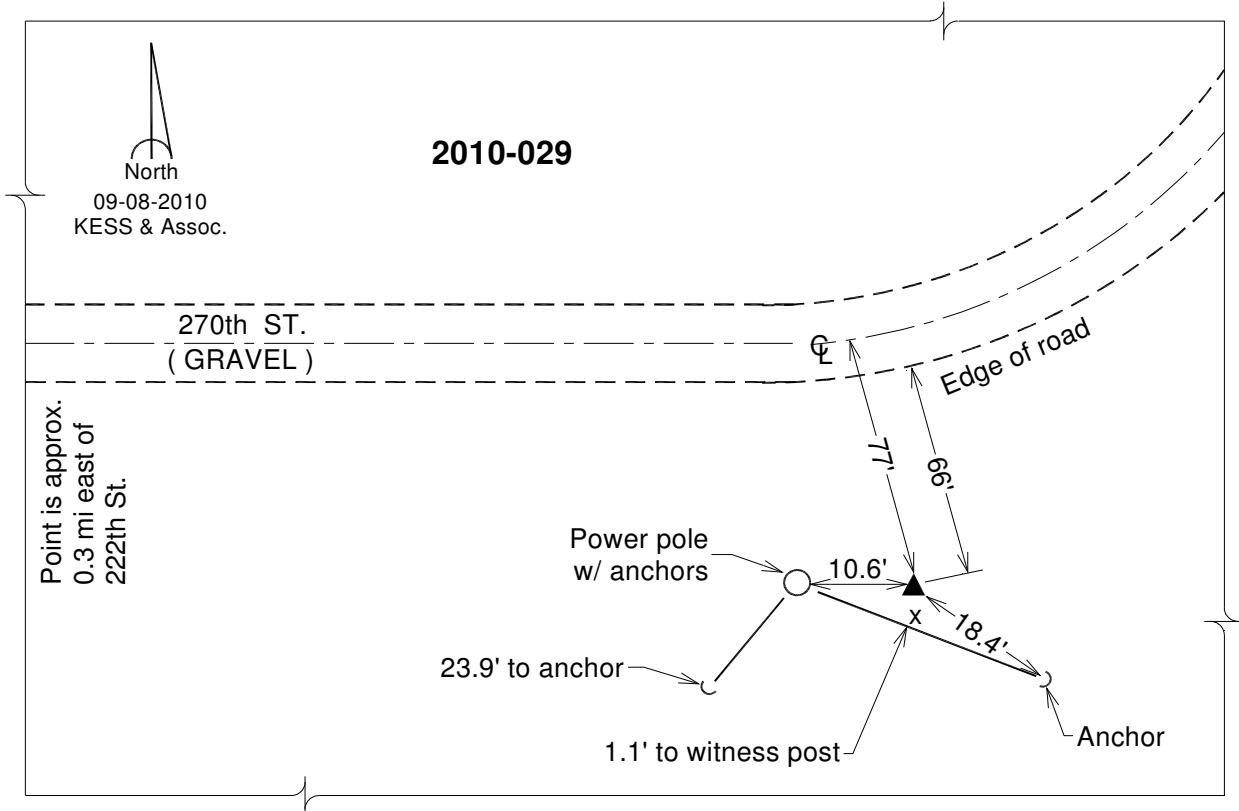 2010-029
North
09-08-2010
KESS & Assoc.
270th ST.
( GRAVEL )
℄
Edge of road
77'
66'
Point is approx.
0.3 mi east of
222th St.
Power pole
w/ anchors
10.6'
x
18.4'
23.9' to anchor
1.1' to witness post
Anchor